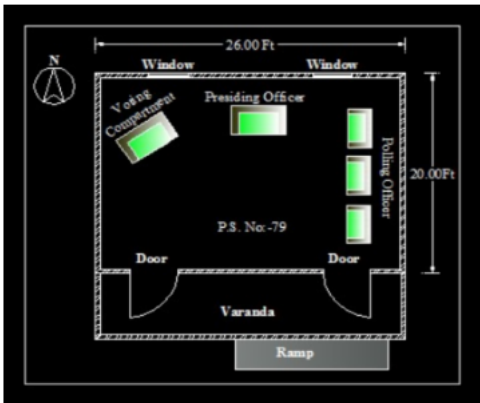 26.00 Ft
N
Window
Window
Voting
Compartment
Presiding Officer
Polling Officer
20.00Ft
P.S. No:-79
Door
Door
Varanda
Ramp